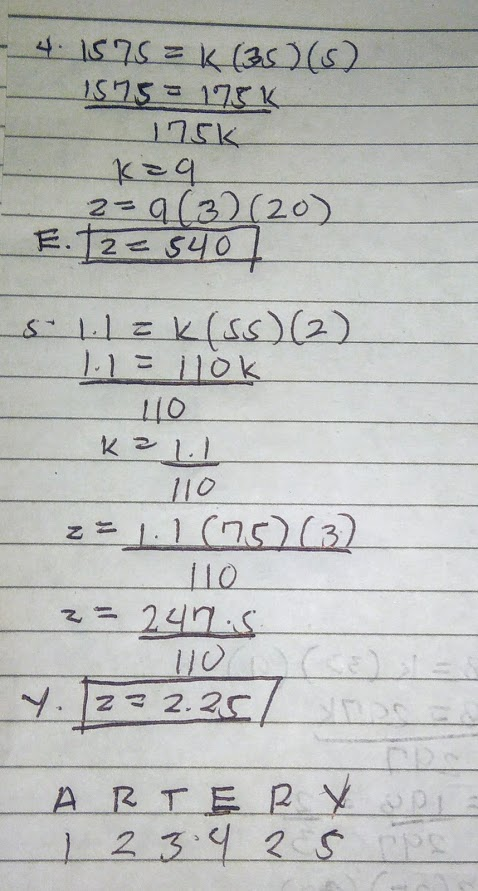 4. 1575 = k(35)(5)
1575 = 175k
175k
k = 9
z = 9(3)(20)
E. z = 540
5. 1.1 = k(55)(2)
1.1 = 110k
110
k = 1.1
110
z = 1.1(75)(3)
110
z = 247.5
110
Y. z = 2.25
A R T E R Y
1 2 3 4 2 5